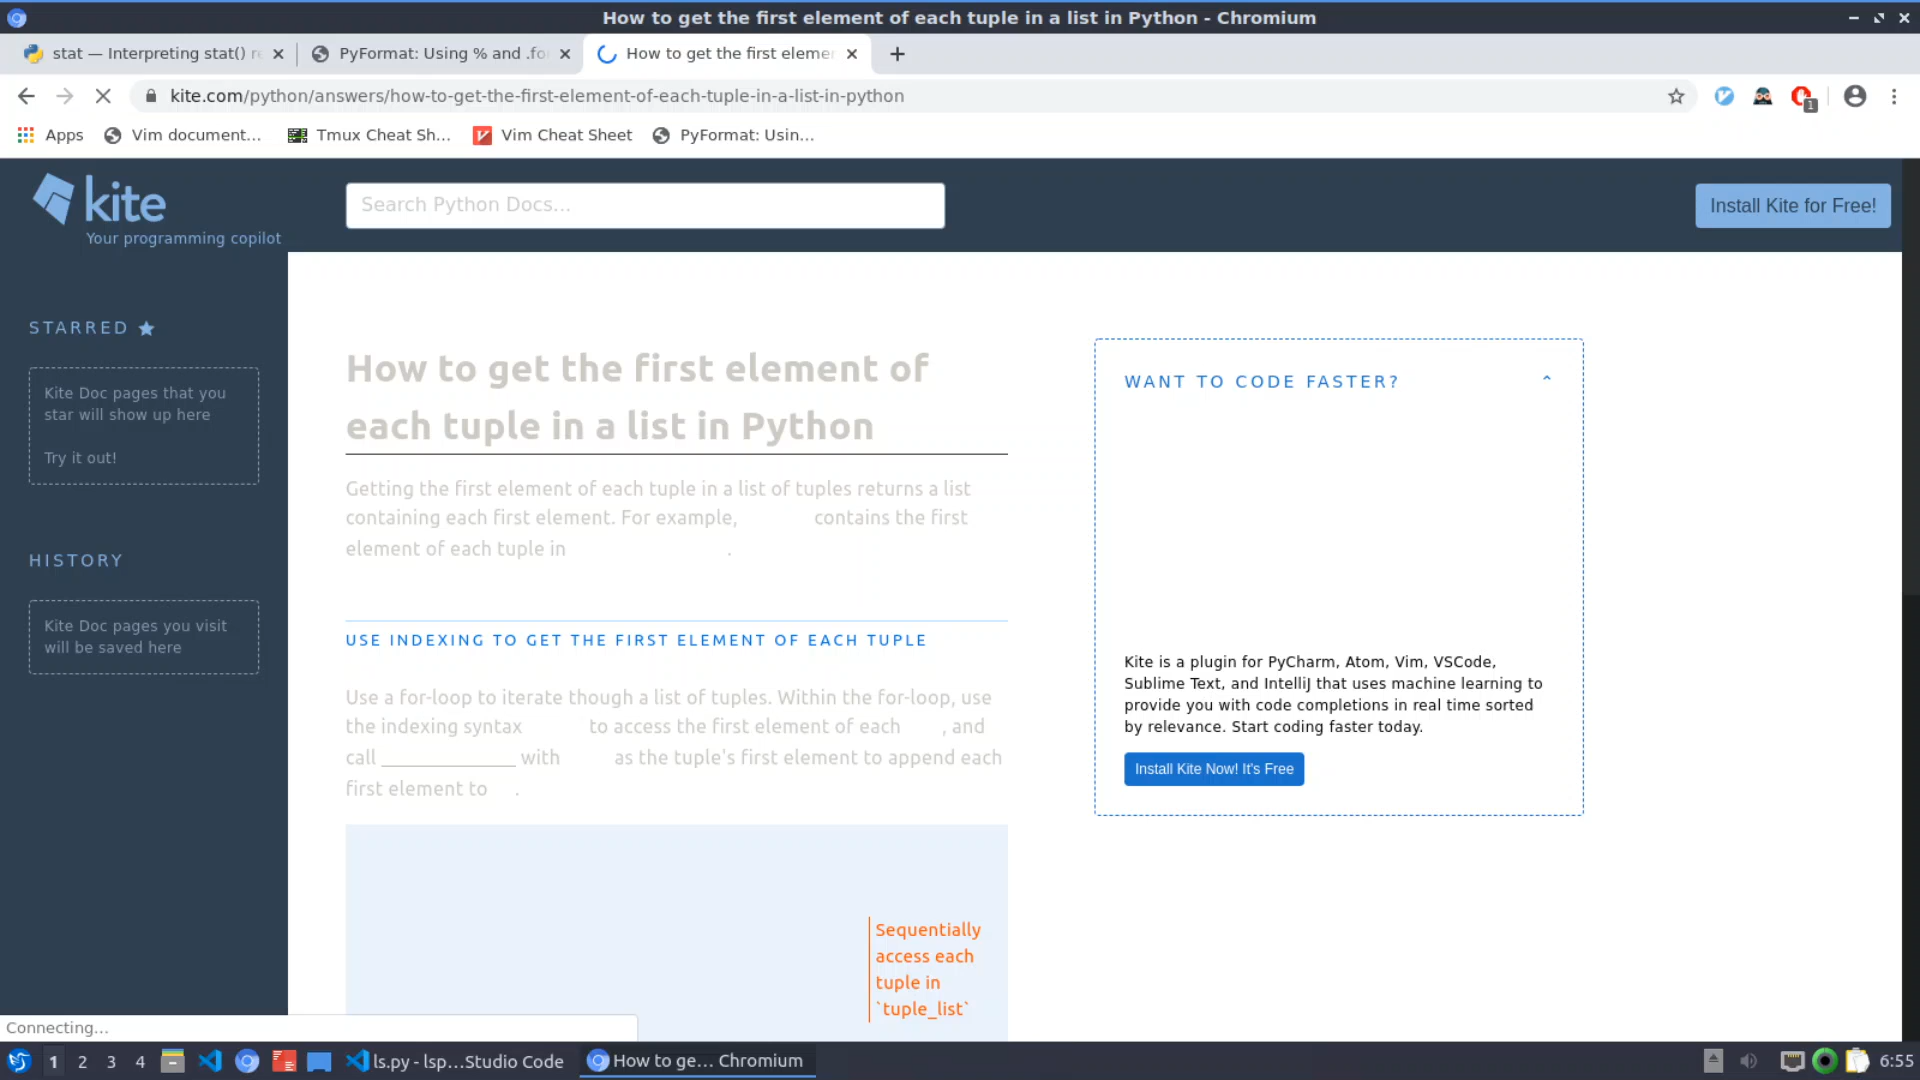 How to get the first element of each tuple in a list in Python - Chromium
stat — Interpreting stat() re
PyFormat: Using % and .fo
How to get the first eleme
kite.com/python/answers/how-to-get-the-first-element-of-each-tuple-in-a-list-in-python
1
Apps
Vim document...
Tmux Cheat Sh...
Vim Cheat Sheet
PyFormat: Usin...
kite
Your programming copilot
Search Python Docs...
Install Kite for Free!
STARRED
Kite Doc pages that you
star will show up here
Try it out!
HISTORY
Kite Doc pages you visit
will be saved here
How to get the first element of
each tuple in a list in Python
Getting the first element of each tuple in a list of tuples returns a list
containing each first element. For example, contains the first
element of each tuple in .
USE INDEXING TO GET THE FIRST ELEMENT OF EACH TUPLE
Use a for-loop to iterate though a list of tuples. Within the for-loop, use
the indexing syntax to access the first element of each , and
call with as the tuple's first element to append each
first element to .
Sequentially
access each
tuple in
`tuple_list`
WANT TO CODE FASTER?
Kite is a plugin for PyCharm, Atom, Vim, VSCode,
Sublime Text, and IntelliJ that uses machine learning to
provide you with code completions in real time sorted
by relevance. Start coding faster today.
Install Kite Now! It's Free
Connecting...
1 2 3 4
ls.py - lsp...Studio Code
How to ge... Chromium
6:55